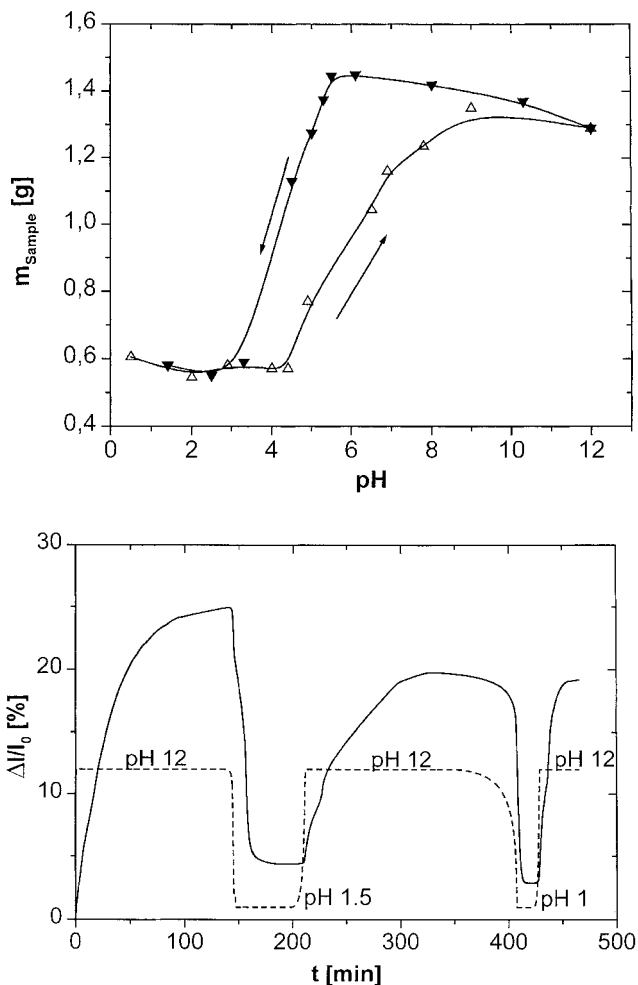 1,6
1,4
1,2
1,0
0,8
0,6
0,4
m_Sample [g]
0 2 4 6 8 10 12
pH
30
20
10
0
ΔI/I_0 [%]
pH 12
pH 12
pH 12
pH 1.5
pH 1
0 100 200 300 400 500
t [min]